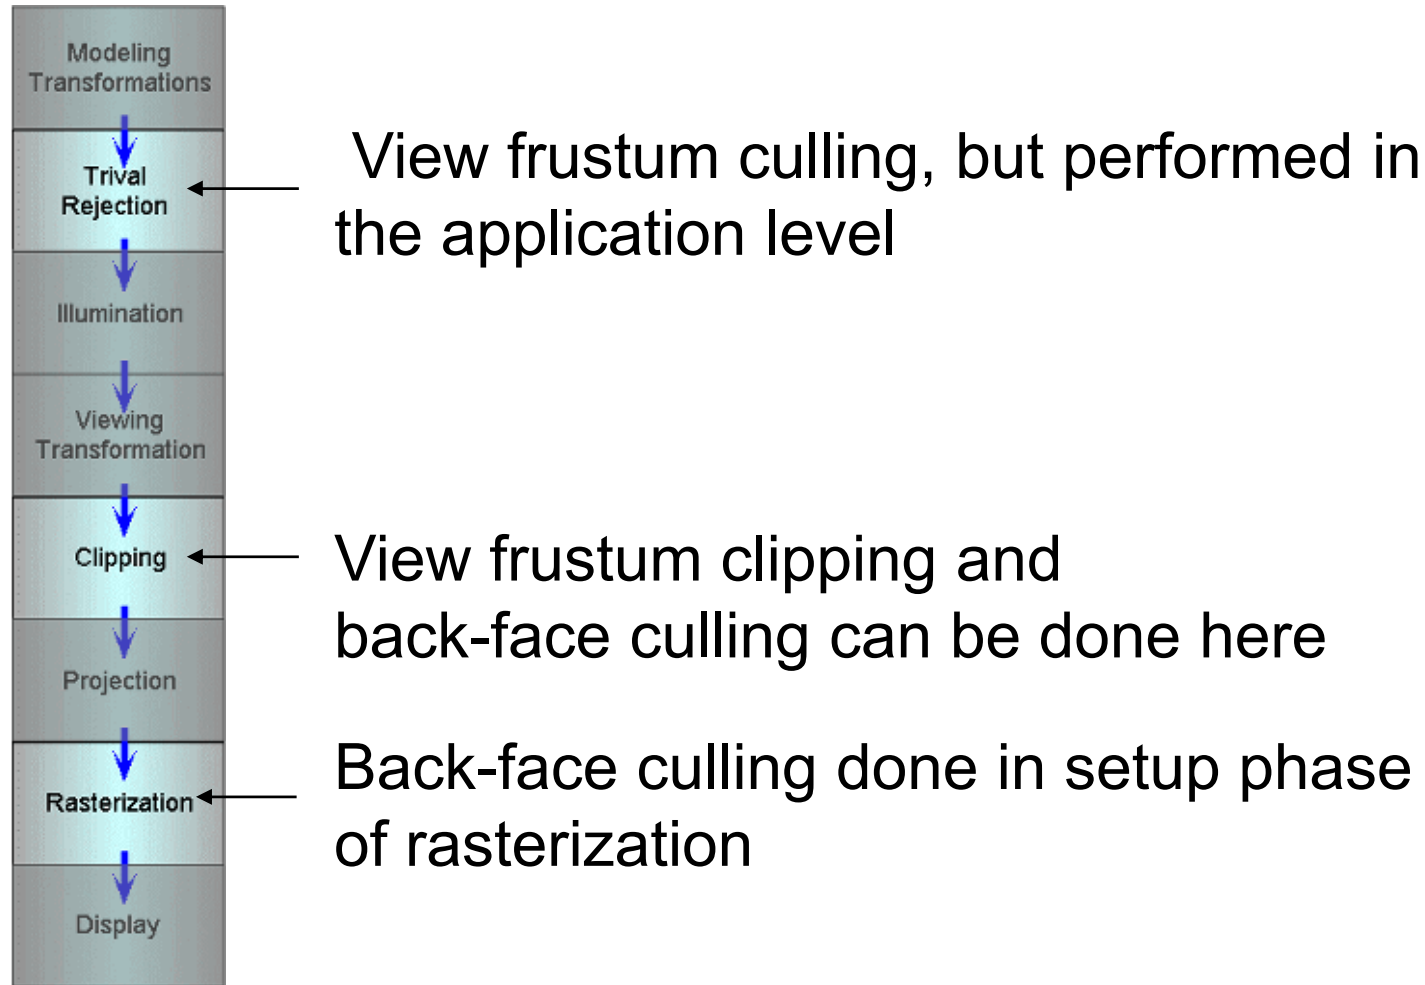 Modeling
Transformations
Trival
Rejection
View frustum culling, but performed in
the application level
Illumination
Viewing
Transformation
Clipping
View frustum clipping and
back-face culling can be done here
Projection
Rasterization
Back-face culling done in setup phase
of rasterization
Display